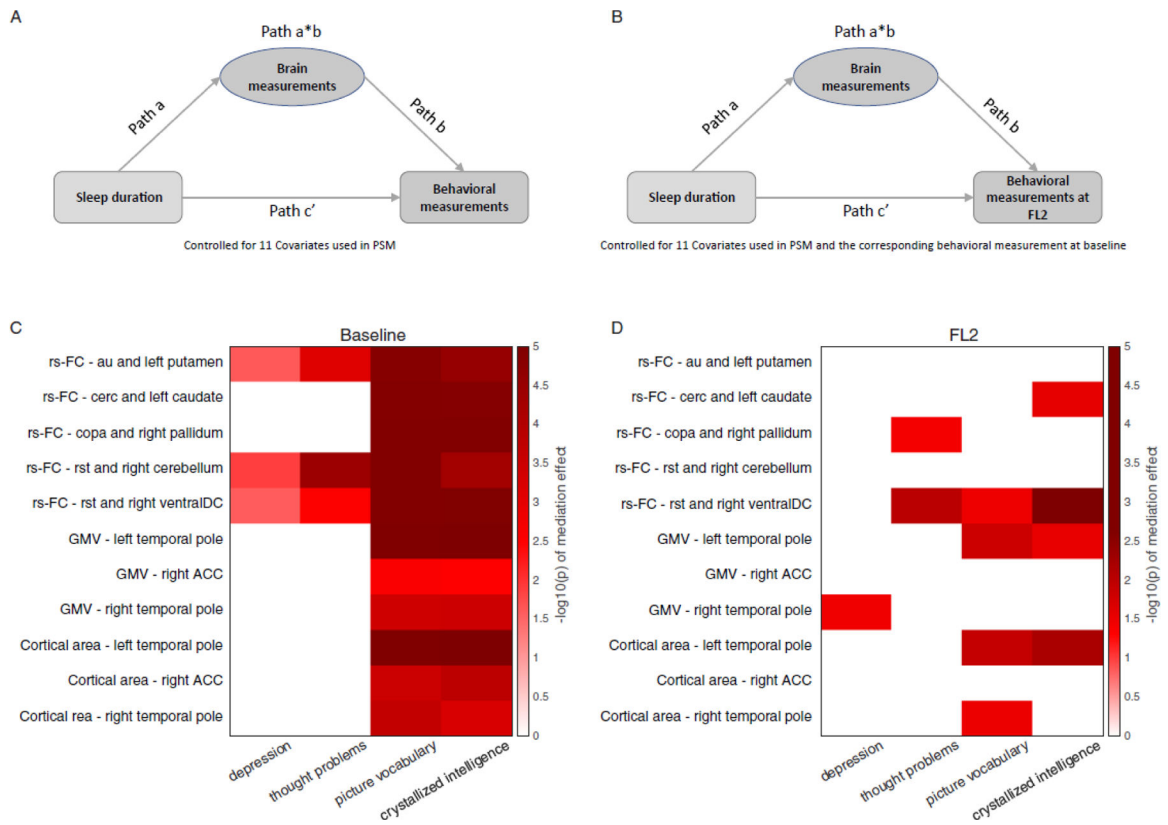 A
Path a*b
Brain
measurements
Path a
Path b
Sleep duration
Behavioral
measurements
Path c'
Controlled for 11 Covariates used in PSM
B
Path a*b
Brain
measurements
Path a
Path b
Sleep duration
Behavioral
measurements at
FL2
Path c'
Controlled for 11 Covariates used in PSM and the corresponding behavioral measurement at baseline
C
Baseline
rs-FC - au and left putamen
rs-FC - cerc and left caudate
rs-FC - copa and right pallidum
rs-FC - rst and right cerebellum
rs-FC - rst and right ventralDC
GMV - left temporal pole
GMV - right ACC
GMV - right temporal pole
Cortical area - left temporal pole
Cortical area - right ACC
Cortical rea - right temporal pole
depression
thought problems
picture vocabulary
crystallized intelligence
5
4.5
4
3.5
3
2.5
2
1.5
1
0.5
0
-log10(p) of mediation effect
D
FL2
rs-FC - au and left putamen
rs-FC - cerc and left caudate
rs-FC - copa and right pallidum
rs-FC - rst and right cerebellum
rs-FC - rst and right ventralDC
GMV - left temporal pole
GMV - right ACC
GMV - right temporal pole
Cortical area - left temporal pole
Cortical area - right ACC
Cortical area - right temporal pole
depression
thought problems
picture vocabulary
crystallized intelligence
5
4.5
4
3.5
3
2.5
2
1.5
1
0.5
0
-log10(p) of mediation effect